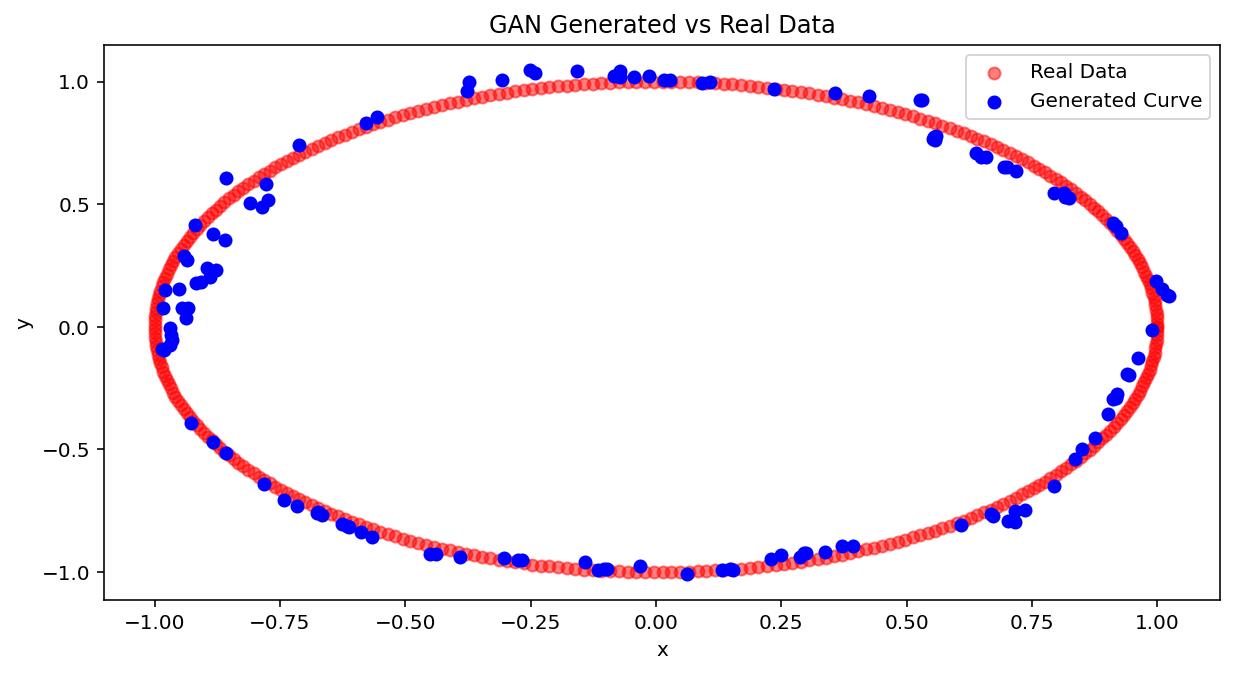 GAN Generated vs Real Data
Real Data
Generated Curve
1.0
0.5
0.0
−0.5
−1.0
y
−1.00 −0.75 −0.50 −0.25 0.00 0.25 0.50 0.75 1.00
x